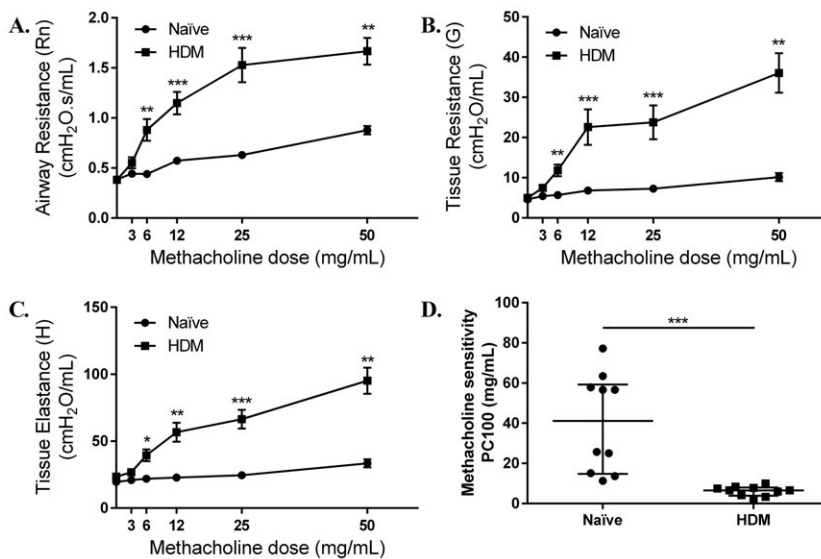 A.
Naïve
HDM
Airway Resistance (Rn)
(cmH2O.s/mL)
2.0
1.5
1.0
0.5
0.0
** *** *** **
3 6 12 25 50
Methacholine dose (mg/mL)
B.
Naïve
HDM
Tissue Resistance (G)
(cmH2O/mL)
50
40
30
20
10
0
** *** *** **
3 6 12 25 50
Methacholine dose (mg/mL)
C.
Naïve
HDM
Tissue Elastance (H)
(cmH2O/mL)
150
100
50
0
* ** *** **
3 6 12 25 50
Methacholine dose (mg/mL)
D.
Methacholine sensitivity
PC100 (mg/mL)
100
80
60
40
20
0
***
Naïve HDM